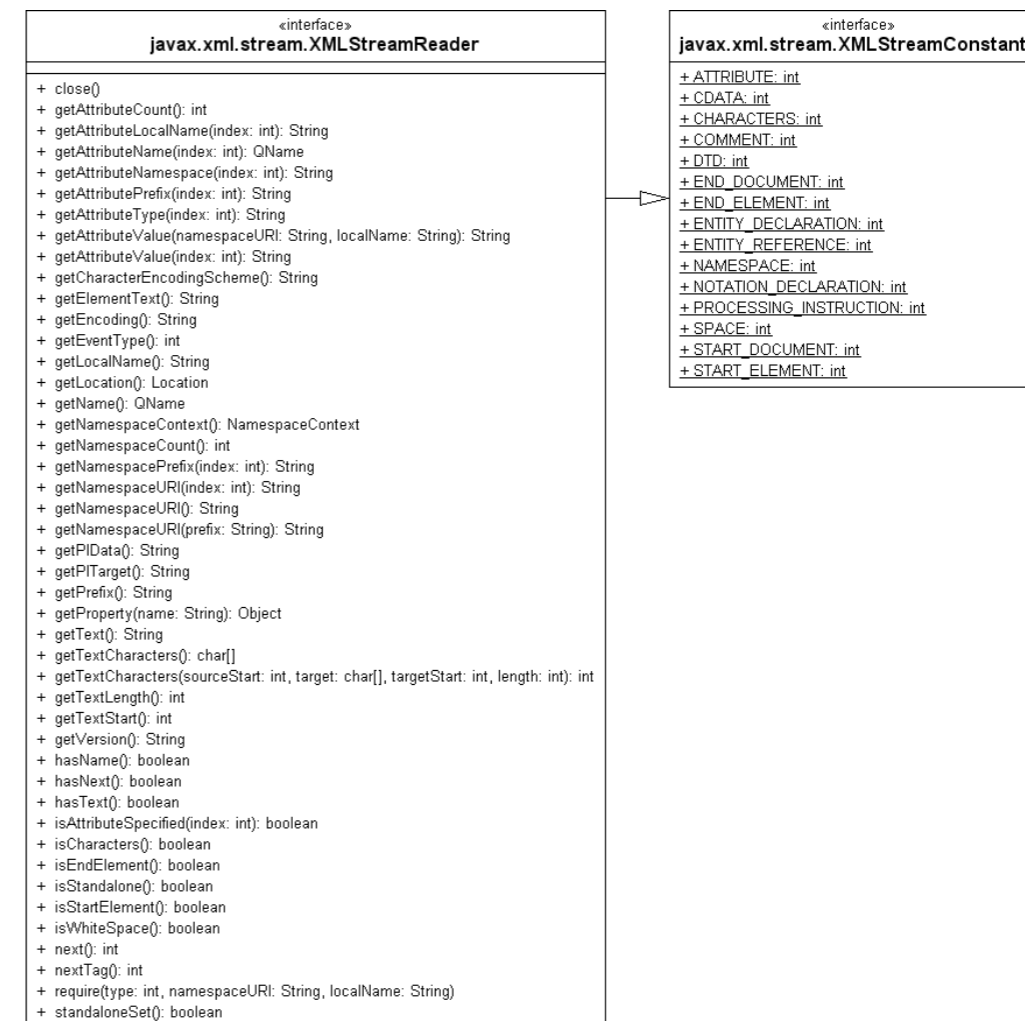 «interface»
javax.xml.stream.XMLStreamReader
+ close()
+ getAttributeCount(): int
+ getAttributeLocalName(index: int): String
+ getAttributeName(index: int): QName
+ getAttributeNamespace(index: int): String
+ getAttributePrefix(index: int): String
+ getAttributeType(index: int): String
+ getAttributeValue(namespaceURI: String, localName: String): String
+ getAttributeValue(index: int): String
+ getCharacterEncodingScheme(): String
+ getElementText(): String
+ getEncoding(): String
+ getEventType(): int
+ getLocalName(): String
+ getLocation(): Location
+ getName(): QName
+ getNamespaceContext(): NamespaceContext
+ getNamespaceCount(): int
+ getNamespacePrefix(index: int): String
+ getNamespaceURI(index: int): String
+ getNamespaceURI(): String
+ getNamespaceURI(prefix: String): String
+ getPIData(): String
+ getPITarget(): String
+ getPrefix(): String
+ getProperty(name: String): Object
+ getText(): String
+ getTextCharacters(): char[]
+ getTextCharacters(sourceStart: int, target: char[], targetStart: int, length: int): int
+ getTextLength(): int
+ getTextStart(): int
+ getVersion(): String
+ hasName(): boolean
+ hasNext(): boolean
+ hasText(): boolean
+ isAttributeSpecified(index: int): boolean
+ isCharacters(): boolean
+ isEndElement(): boolean
+ isStandalone(): boolean
+ isStartElement(): boolean
+ isWhiteSpace(): boolean
+ next(): int
+ nextTag(): int
+ require(type: int, namespaceURI: String, localName: String)
+ standaloneSet(): boolean
«interface»
javax.xml.stream.XMLStreamConstant
+ ATTRIBUTE: int
+ CDATA: int
+ CHARACTERS: int
+ COMMENT: int
+ DTD: int
+ END_DOCUMENT: int
+ END_ELEMENT: int
+ ENTITY_DECLARATION: int
+ ENTITY_REFERENCE: int
+ NAMESPACE: int
+ NOTATION_DECLARATION: int
+ PROCESSING_INSTRUCTION: int
+ SPACE: int
+ START_DOCUMENT: int
+ START_ELEMENT: int